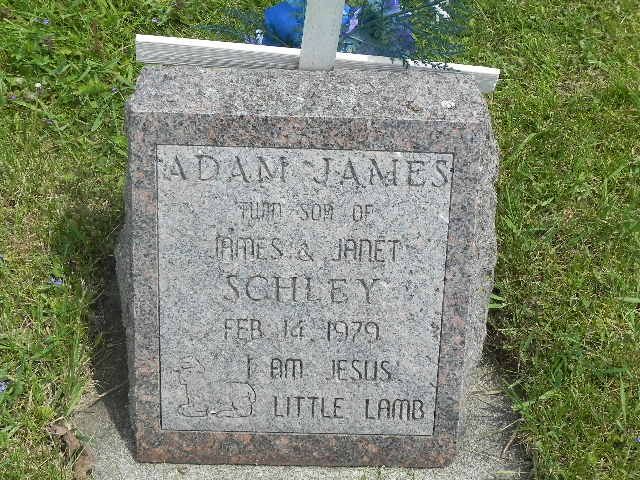 ADAM JAMES
TWIN SON OF
JAMES & JANET
SCHLEY
FEB 14, 1979
I AM JESUS
LITTLE LAMB